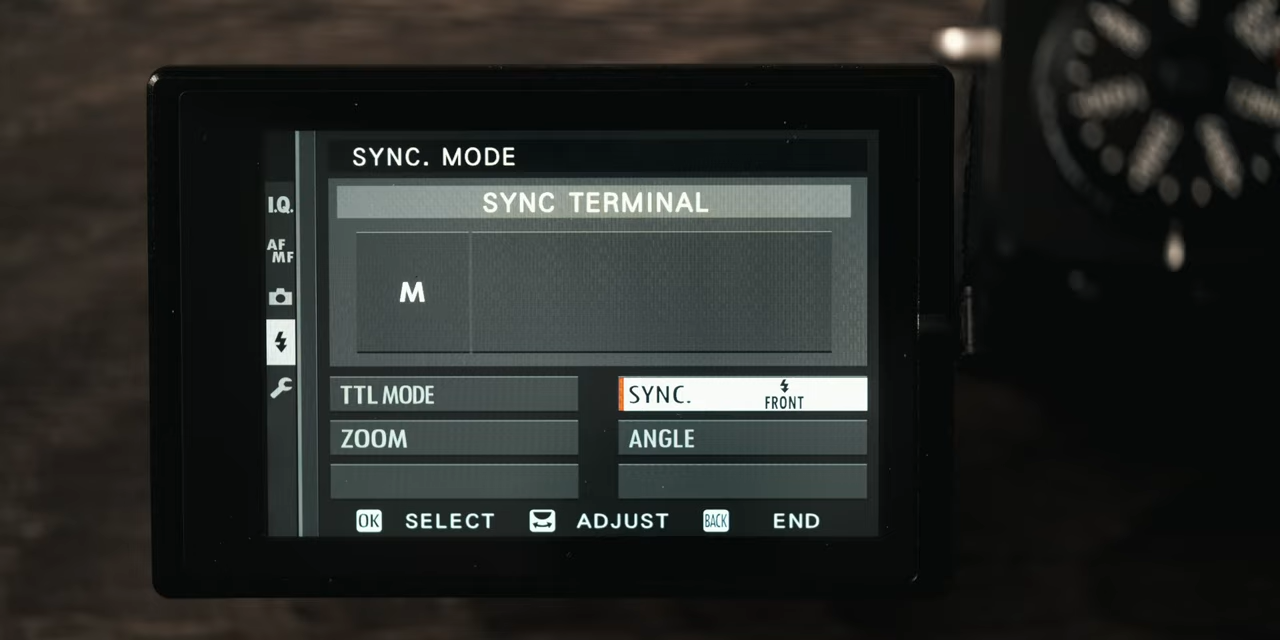 SYNC. MODE
SYNC TERMINAL
I.Q.
AF
MF
M
TTL MODE
SYNC.
FRONT
ZOOM
ANGLE
OK SELECT
ADJUST
BACK END